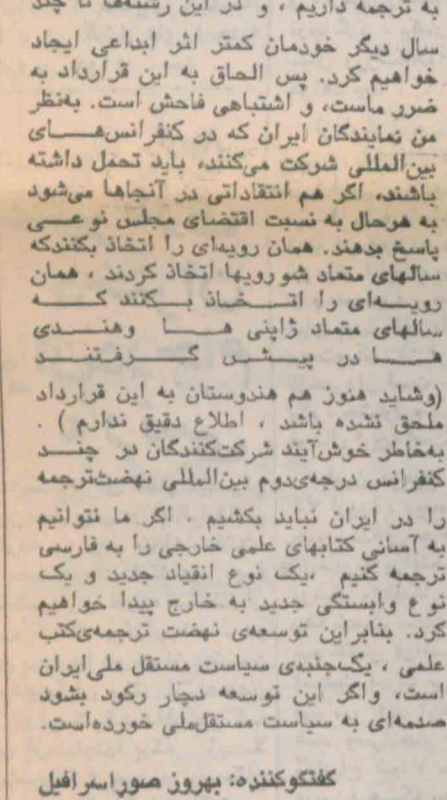 به ترجمه داریم ، و در این رشته‌ها تا چند
سال دیگر خودمان کمتر اثر ابداعی ایجاد
خواهیم کرد. پس الحاق به این قرارداد به
ضرر ماست، و اشتباهی فاحش است. به‌نظر
من نمایندگان ایران که در کنفرانس‌های
بین‌المللی شرکت می‌کنند، باید تحمل داشته
باشند، اگر هم انتقاداتی در آنجاها می‌شود
به هرحال به نسبت اقتضای مجلس نوعی
پاسخ بدهند. همان رویه‌ای را اتخاذ بکنندکه
سالهای متماد شورویها اتخاذ کردند ، همان
رویه‌ای را اتخاذ بکنند که
سالهای متماد ژاپنی ها وهندی
ها در پیش گرفتند
(وشاید هنوز هم هندوستان به این قرارداد
ملحق نشده باشد ، اطلاع دقیق ندارم ) .
به‌خاطر خوش‌آیند شرکت‌کنندگان در چند
کنفرانس درجه‌ی‌دوم بین‌المللی نهضت‌ترجمه
را در ایران نباید بکشیم . اگر ما نتوانیم
به آسانی کتابهای علمی خارجی را به فارسی
ترجمه کنیم ،یک نوع انقیاد جدید و یک
نوع وابستگی جدید به خارج پیدا خواهیم
کرد. بنابراین توسعه‌ی نهضت ترجمه‌ی‌کتب
علمی ، یک‌جنبه‌ی سیاست مستقل ملی‌ایران
است، واگر این توسعه دچار رکود بشود
صدمه‌ای به سیاست مستقل‌ملی خورده‌است.
گفتگوکننده: بهروز صوراسرافیل